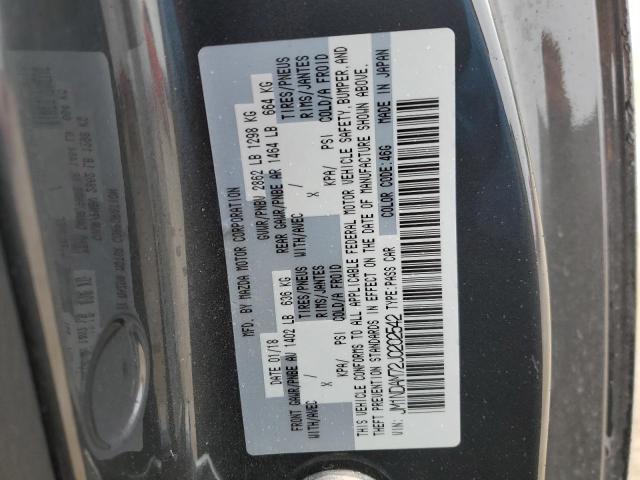 MFD. BY MAZDA MOTOR CORPORATION
DATE 01/18 GVWR/PNBV 2862 LB 1298 KG
FRONT GAWR/PNBE AV 1402 LB 636 KG REAR GAWR/PNBE AR 1464 LB 664 KG
WITH/AVEC TIRES/PNEUS WITH/AVEC TIRES/PNEUS
X RIMS/JANTES X RIMS/JANTES
KPA/ PSI COLD/A FROID KPA/ PSI COLD/A FROID
THIS VEHICLE CONFORMS TO ALL APPLICABLE FEDERAL MOTOR VEHICLE SAFETY, BUMPER, AND
THEFT PREVENTION STANDARDS IN EFFECT ON THE DATE OF MANUFACTURE SHOWN ABOVE.
VIN: JM1NDAM72J0202542 TYPE:PASS CAR COLOR CODE:46G MADE IN JAPAN